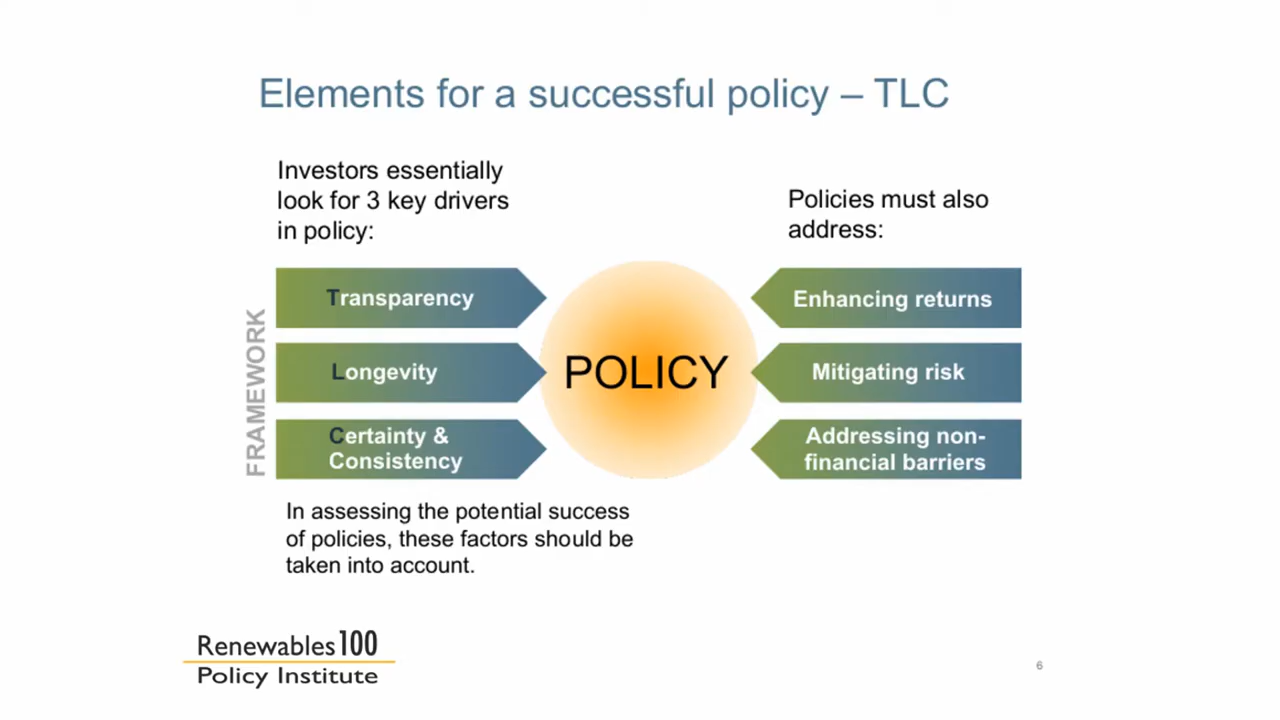 Elements for a successful policy – TLC
Investors essentially
look for 3 key drivers
in policy:
Policies must also
address:
FRAMEWORK
Transparency
Longevity
Certainty &
Consistency
POLICY
Enhancing returns
Mitigating risk
Addressing non-
financial barriers
In assessing the potential success
of policies, these factors should be
taken into account.
Renewables100
Policy Institute
6